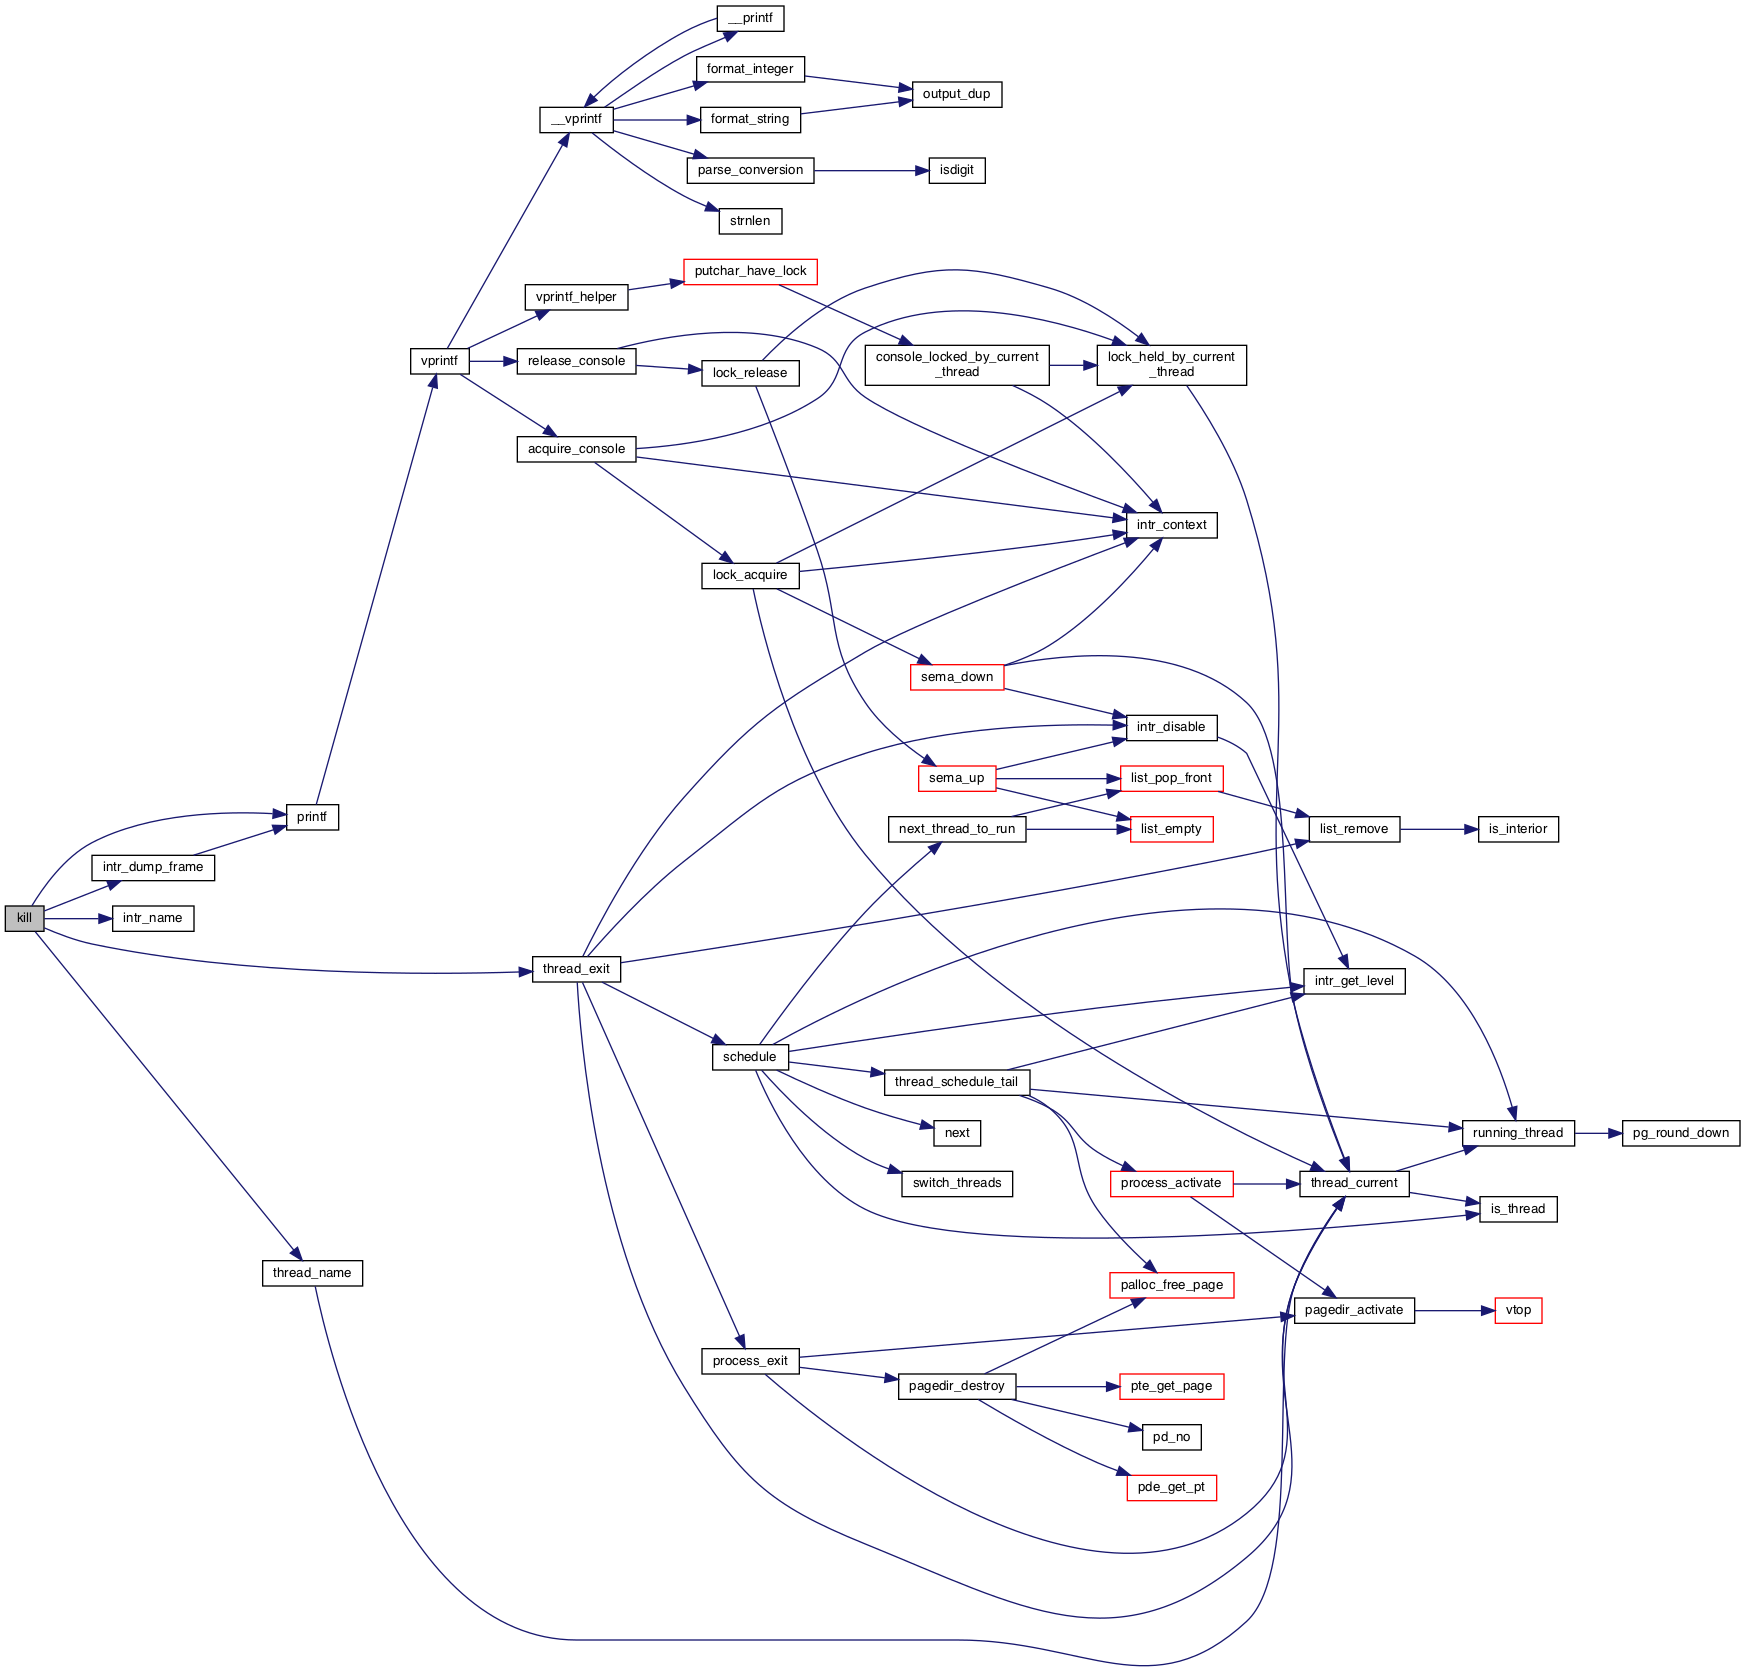 __printf
format_integer
output_dup
__vprintf
format_string
parse_conversion
isdigit
strnlen
putchar_have_lock
vprintf_helper
vprintf
release_console
lock_release
console_locked_by_current
_thread
lock_held_by_current
_thread
acquire_console
intr_context
lock_acquire
sema_down
intr_disable
sema_up
list_pop_front
printf
next_thread_to_run
list_empty
list_remove
is_interior
intr_dump_frame
kill
intr_name
thread_exit
intr_get_level
schedule
thread_schedule_tail
next
running_thread
pg_round_down
switch_threads
process_activate
thread_current
is_thread
thread_name
palloc_free_page
pagedir_activate
vtop
process_exit
pagedir_destroy
pte_get_page
pd_no
pde_get_pt